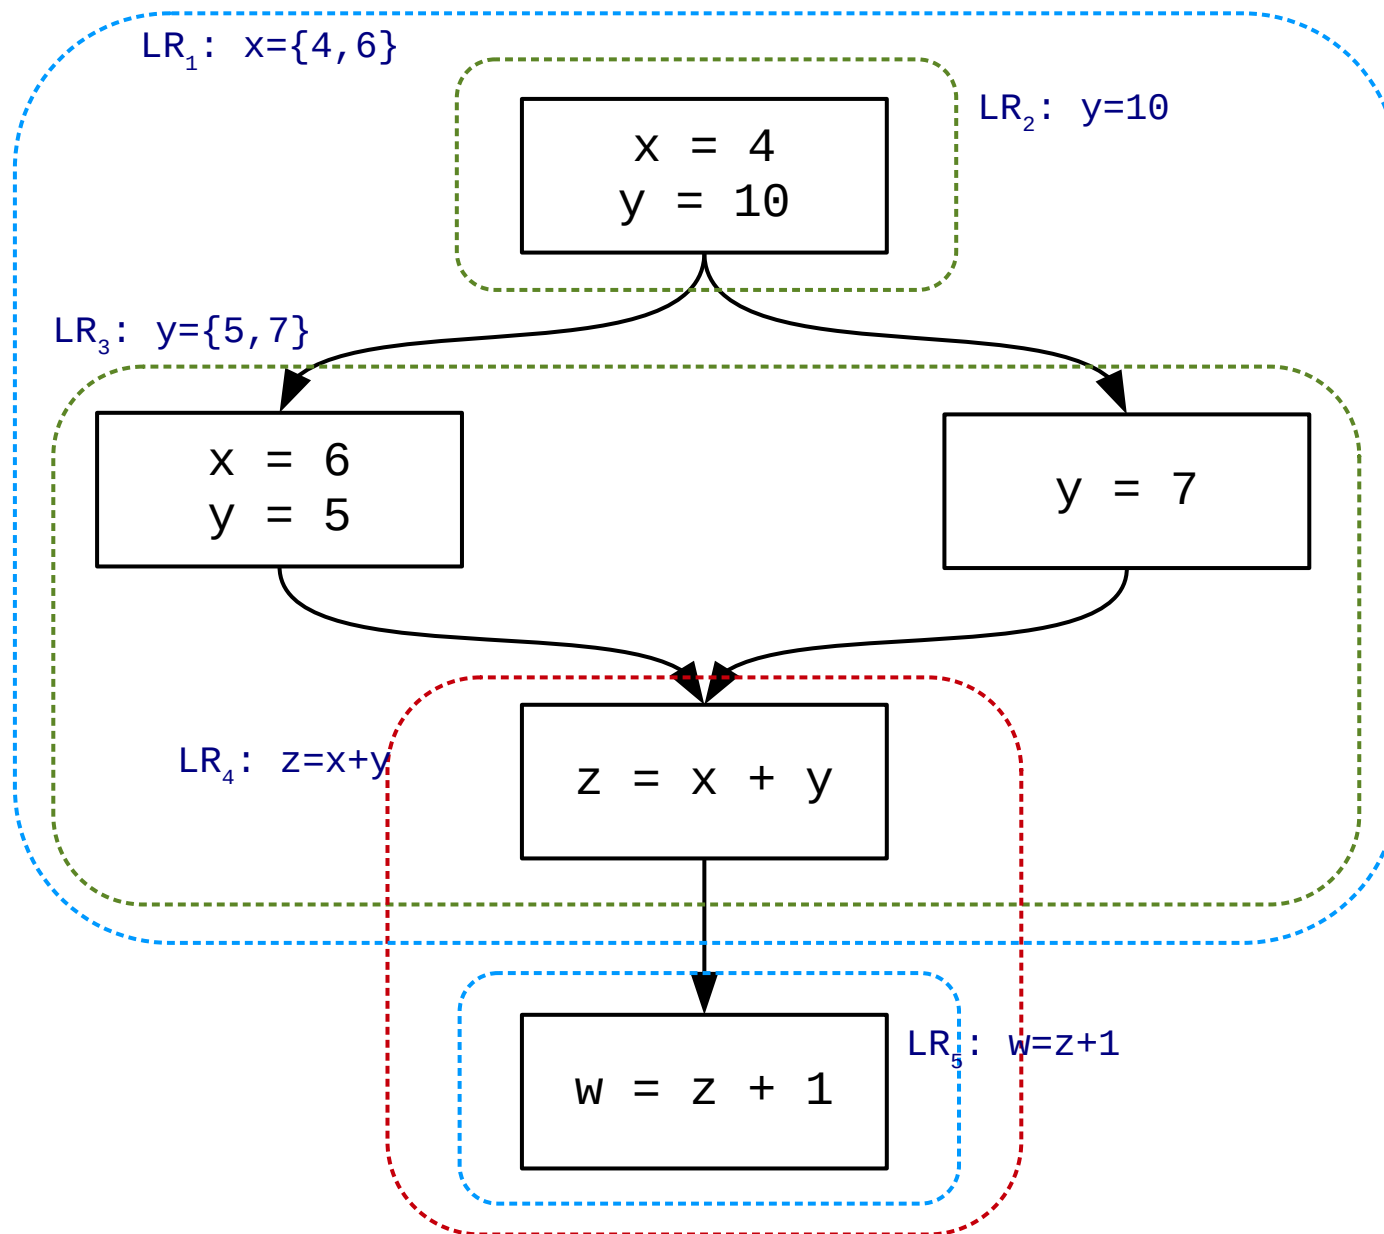 LR₁: x={4,6}
LR₂: y=10
x = 4
y = 10
LR₃: y={5,7}
x = 6
y = 5
y = 7
LR₄: z=x+y
z = x + y
LR₅: w=z+1
w = z + 1